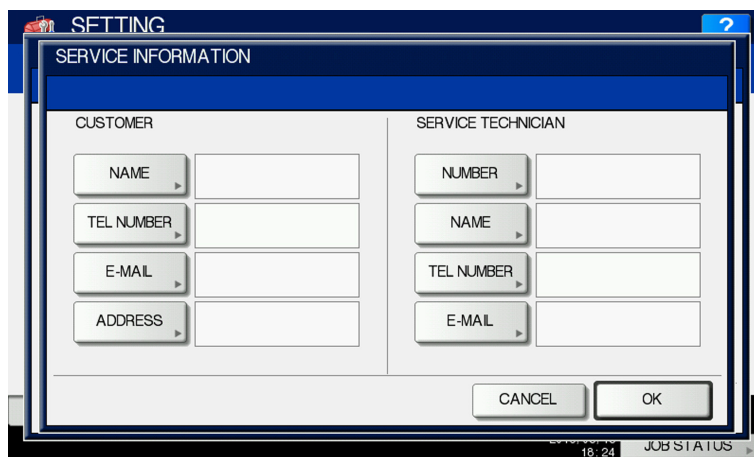 SETTING
?
SERVICE INFORMATION
CUSTOMER
NAME
TEL NUMBER
E-MAIL
ADDRESS
SERVICE TECHNICIAN
NUMBER
NAME
TEL NUMBER
E-MAIL
CANCEL
OK
18:24
JOB STATUS